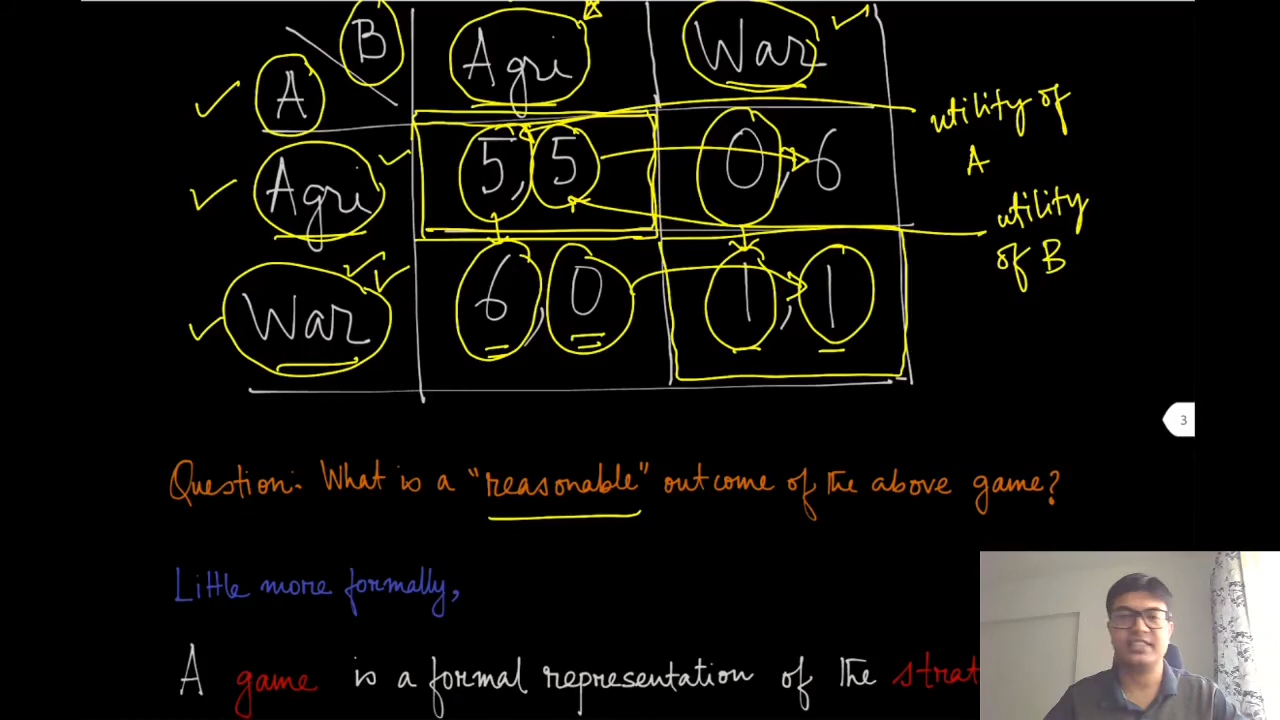 B Agri War
A
utility of
A
Agri 5,5 0,6
utility
of B
War 6,0 1,1
3
Question: What is a "reasonable" outcome of the above game?
Little more formally,
A game is a formal representation of the strat